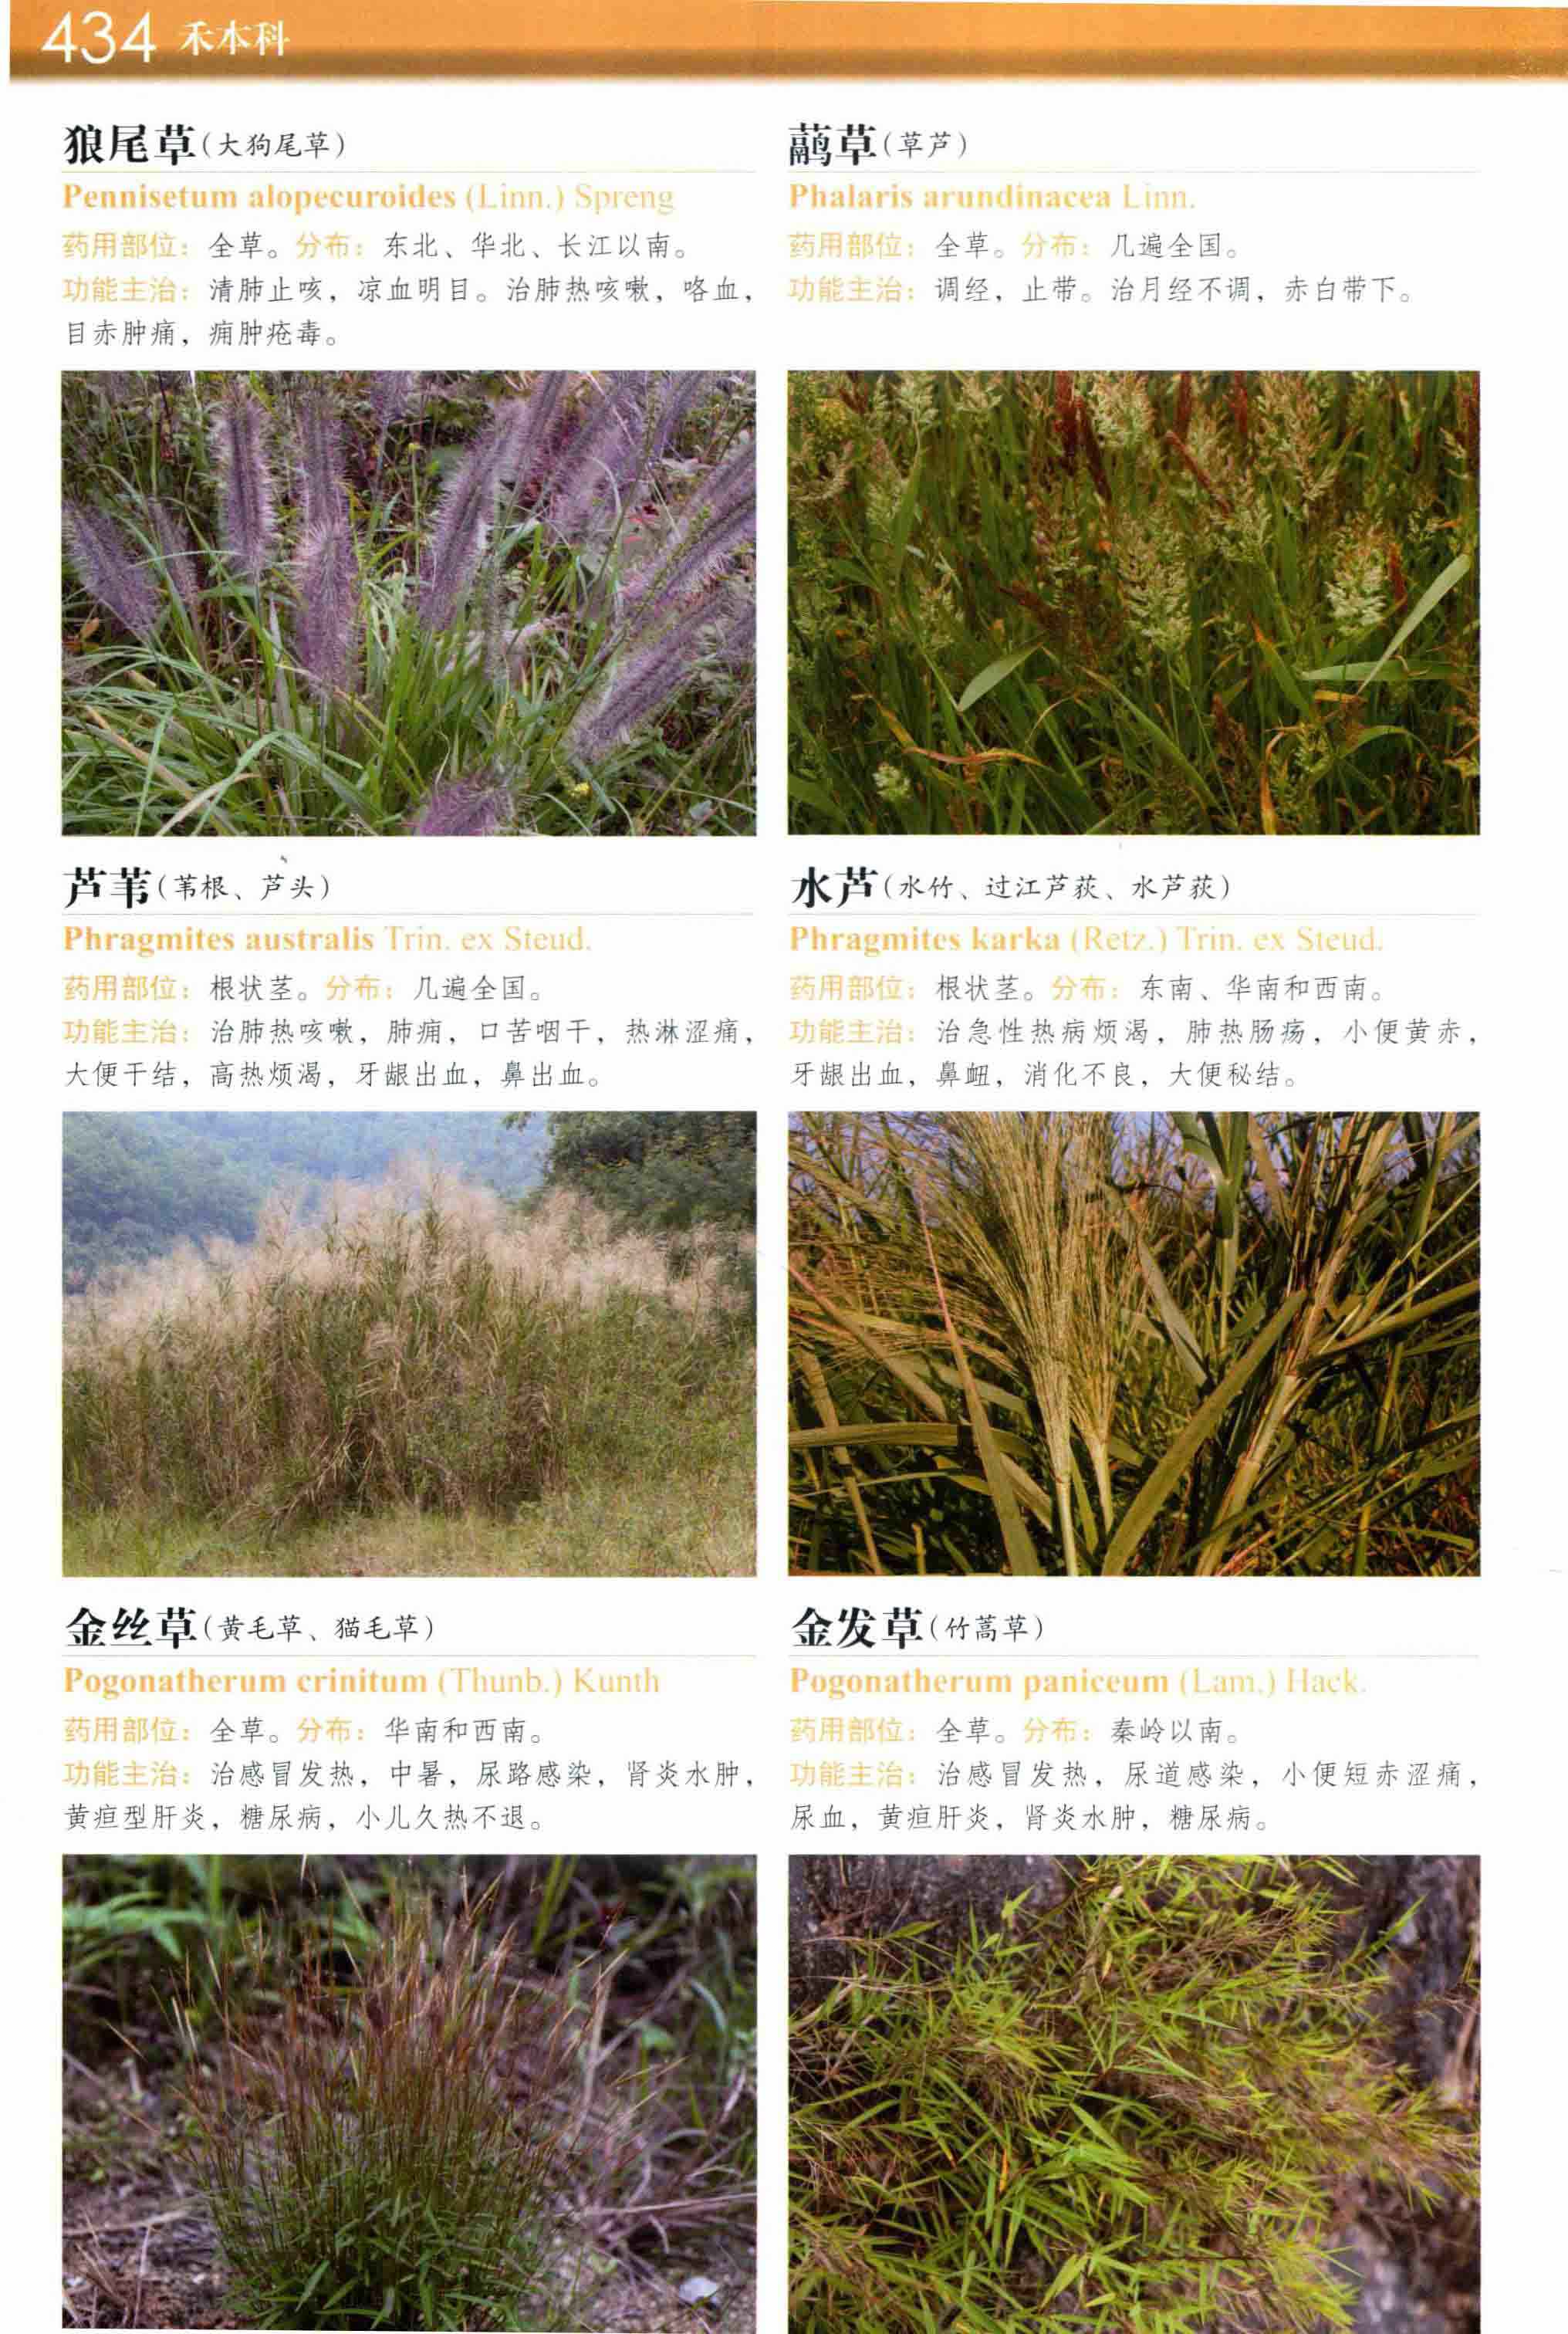 434 禾本科
狼尾草(大狗尾草)
Pennisetum alopecuroides (Linn.) Spreng
药用部位：全草。分布：东北、华北、长江以南。
功能主治：清肺止咳，凉血明目。治肺热咳嗽，咯血，
目赤肿痛，痈肿疮毒。
虉草(草芦)
Phalaris arundinacea Linn.
药用部位：全草。分布：几遍全国。
功能主治：调经，止带。治月经不调，赤白带下。
芦苇(苇根、芦头)
Phragmites australis Trin. ex Steud.
药用部位：根状茎。分布：几遍全国。
功能主治：治肺热咳嗽，肺痈，口苦咽干，热淋涩痛，
大便干结，高热烦渴，牙龈出血，鼻出血。
水芦(水竹、过江芦荻、水芦荻)
Phragmites karka (Retz.) Trin. ex Steud.
药用部位：根状茎。分布：东南、华南和西南。
功能主治：治急性热病烦渴，肺热肠疡，小便黄赤，
牙龈出血，鼻衄，消化不良，大便秘结。
金丝草(黄毛草、猫毛草)
Pogonatherum crinitum (Thunb.) Kunth
药用部位：全草。分布：华南和西南。
功能主治：治感冒发热，中暑，尿路感染，肾炎水肿，
黄疸型肝炎，糖尿病，小儿久热不退。
金发草(竹蒿草)
Pogonatherum paniceum (Lam.) Hack.
药用部位：全草。分布：秦岭以南。
功能主治：治感冒发热，尿道感染，小便短赤涩痛，
尿血，黄疸肝炎，肾炎水肿，糖尿病。